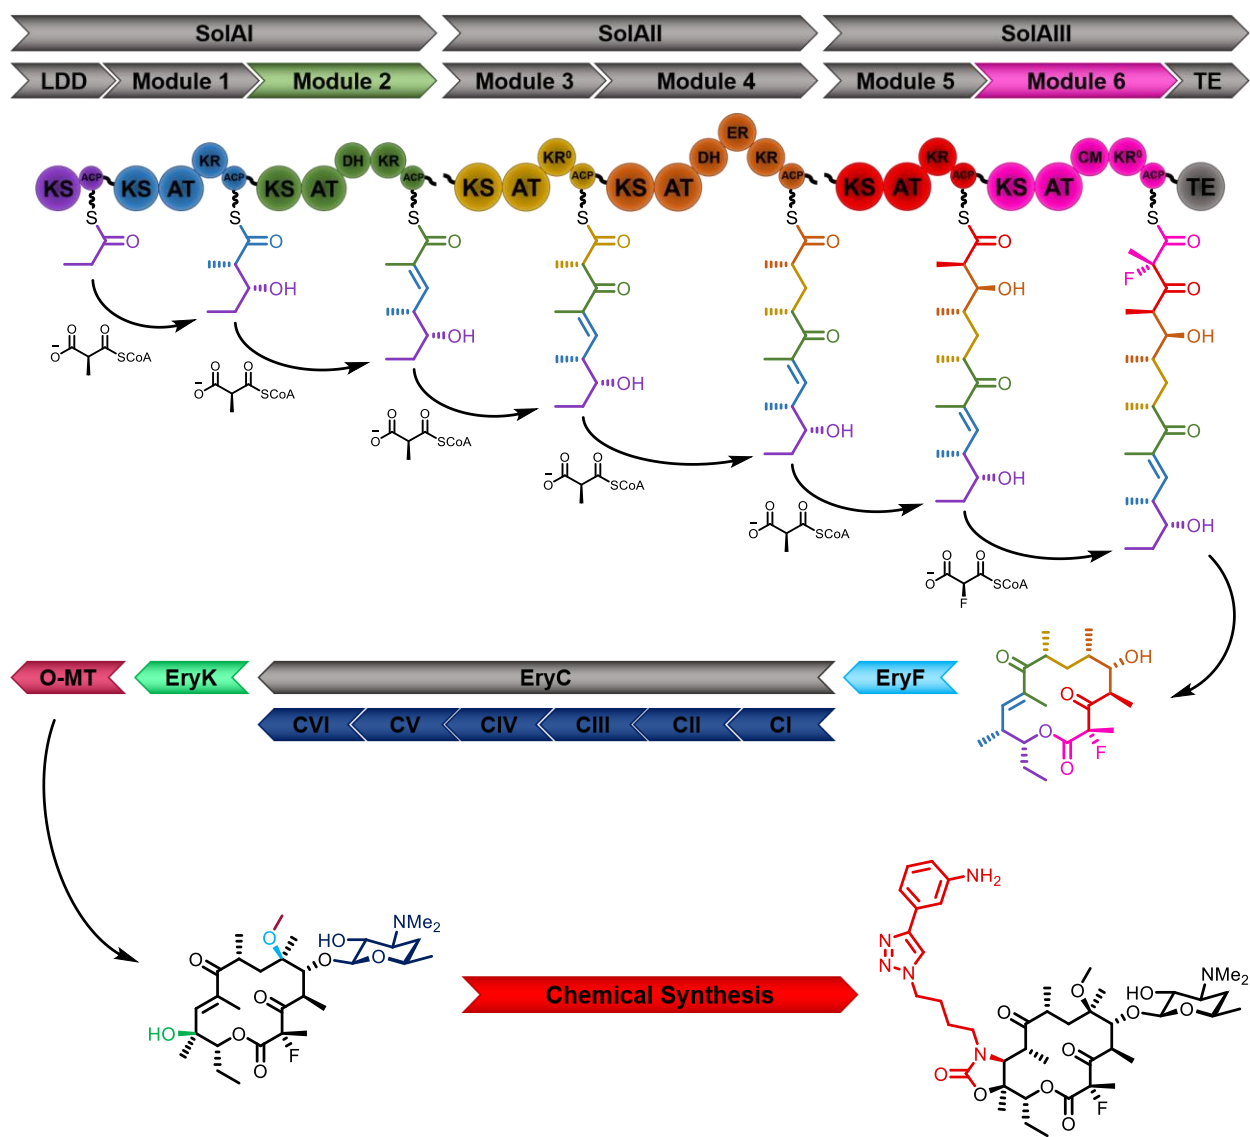 SolAI SolAII SolAIII
LDD Module 1 Module 2 Module 3 Module 4 Module 5 Module 6 TE
KS ACP KS AT KR ACP KS AT DH KR ACP KS AT KR⁰ ACP KS AT DH ER KR ACP KS AT KR ACP KS AT CM KR⁰ ACP TE
S S S S S S S
O O O O O O O
OH O OH F O
OH O OH
OH O O
OH O
OH
OH
O O ⁻O SCoA
O O ⁻O SCoA
O O ⁻O SCoA
O O ⁻O SCoA
O O ⁻O SCoA
O O ⁻O SCoA F
O-MT EryK EryC EryF
CVI CV CIV CIII CII CI
O OH O O O F
NMe₂
HO O O O
O O
HO O F
O
Chemical Synthesis
NH₂
N N N
NMe₂
HO O O O
O O
N O
O O O F
O